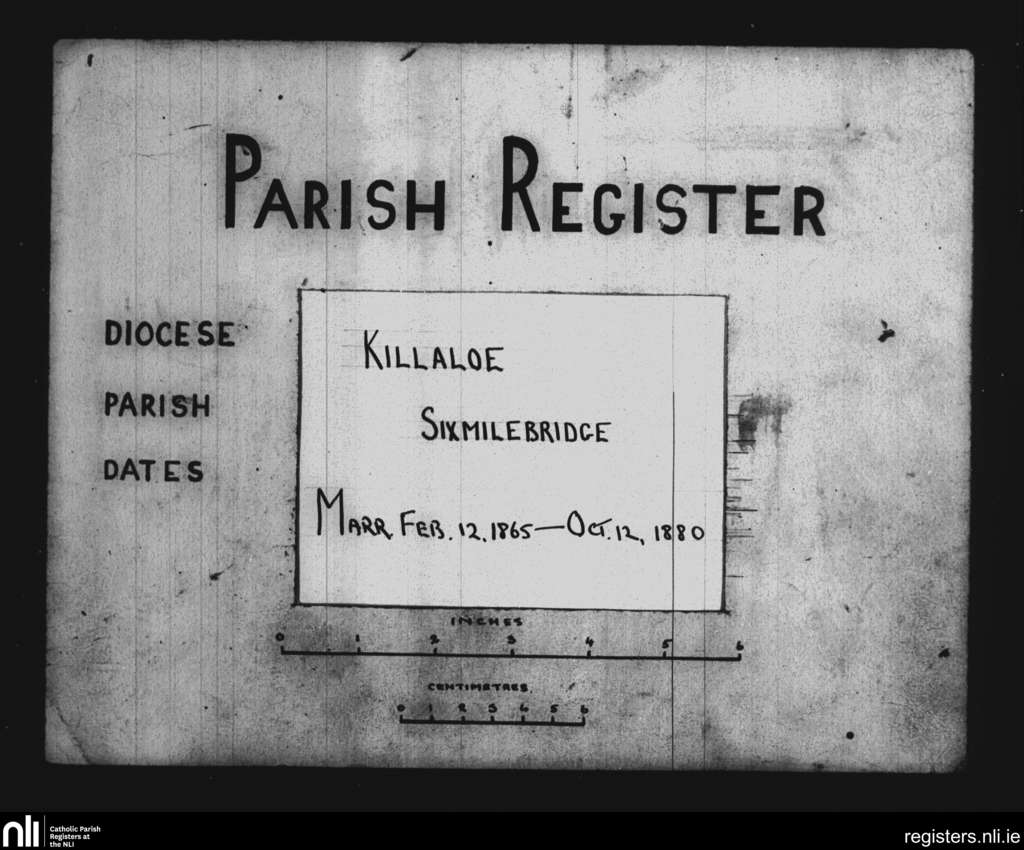 PARISH REGISTER
DIOCESE KILLALOE
PARISH SIXMILEBRIDGE
DATES MARR. FEB. 12. 1865—OCT. 12, 1880
INCHES
0 1 2 3 4 5 6
CENTIMETRES
0 1 2 3 4 5 6
nli Catholic Parish
Registers at
the NLI
registers.nli.ie